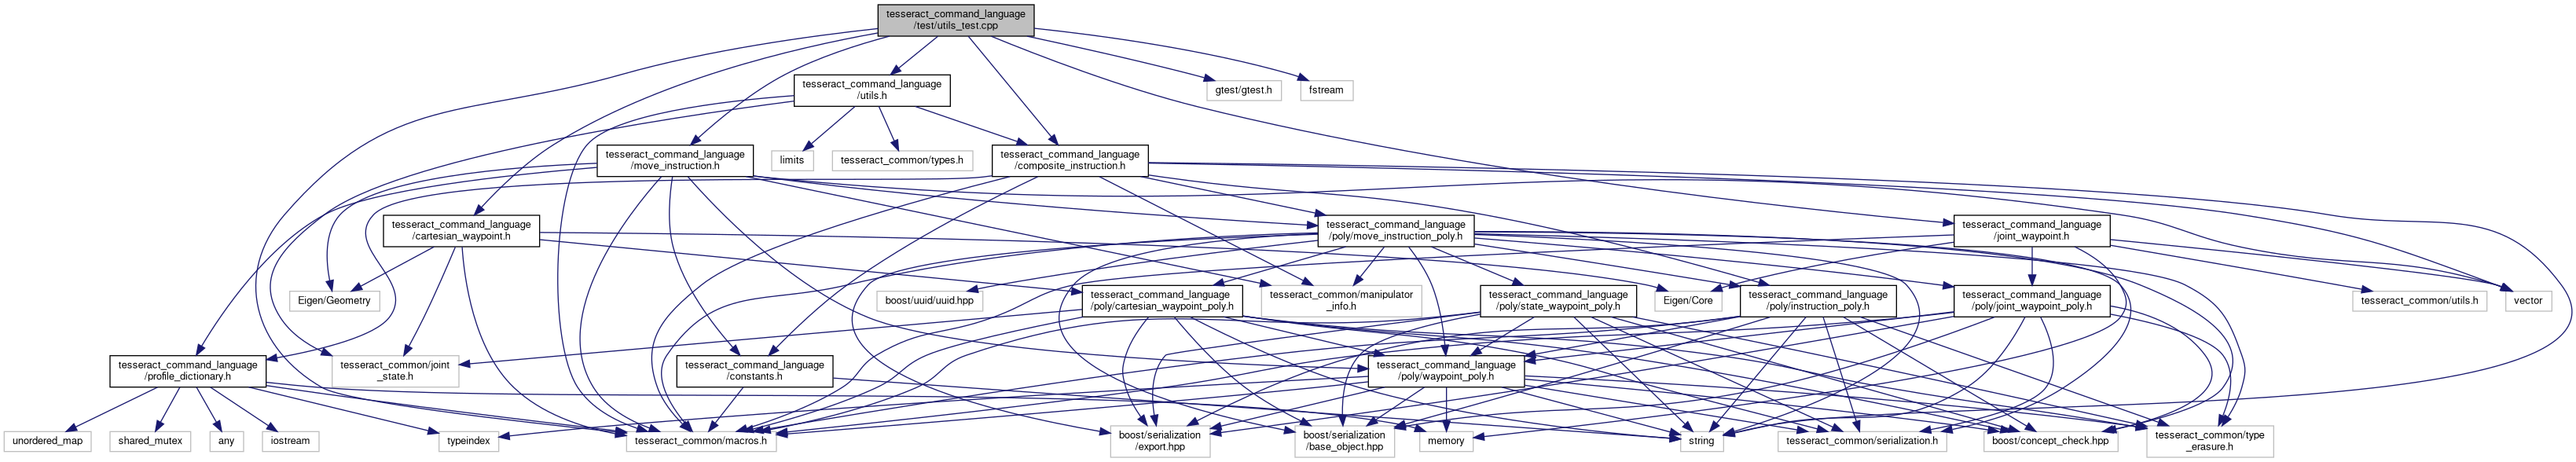 tesseract_command_language
/test/utils_test.cpp
tesseract_command_language
/utils.h
gtest/gtest.h
fstream
tesseract_command_language
/move_instruction.h
limits
tesseract_common/types.h
tesseract_command_language
/composite_instruction.h
tesseract_command_language
/cartesian_waypoint.h
tesseract_command_language
/poly/move_instruction_poly.h
tesseract_command_language
/joint_waypoint.h
Eigen/Geometry
boost/uuid/uuid.hpp
tesseract_command_language
/poly/cartesian_waypoint_poly.h
tesseract_common/manipulator
_info.h
tesseract_command_language
/poly/state_waypoint_poly.h
Eigen/Core
tesseract_command_language
/poly/instruction_poly.h
tesseract_command_language
/poly/joint_waypoint_poly.h
tesseract_common/utils.h
vector
tesseract_command_language
/profile_dictionary.h
tesseract_common/joint
_state.h
tesseract_command_language
/constants.h
tesseract_command_language
/poly/waypoint_poly.h
unordered_map
shared_mutex
any
iostream
typeindex
tesseract_common/macros.h
boost/serialization
/export.hpp
boost/serialization
/base_object.hpp
memory
string
tesseract_common/serialization.h
boost/concept_check.hpp
tesseract_common/type
_erasure.h